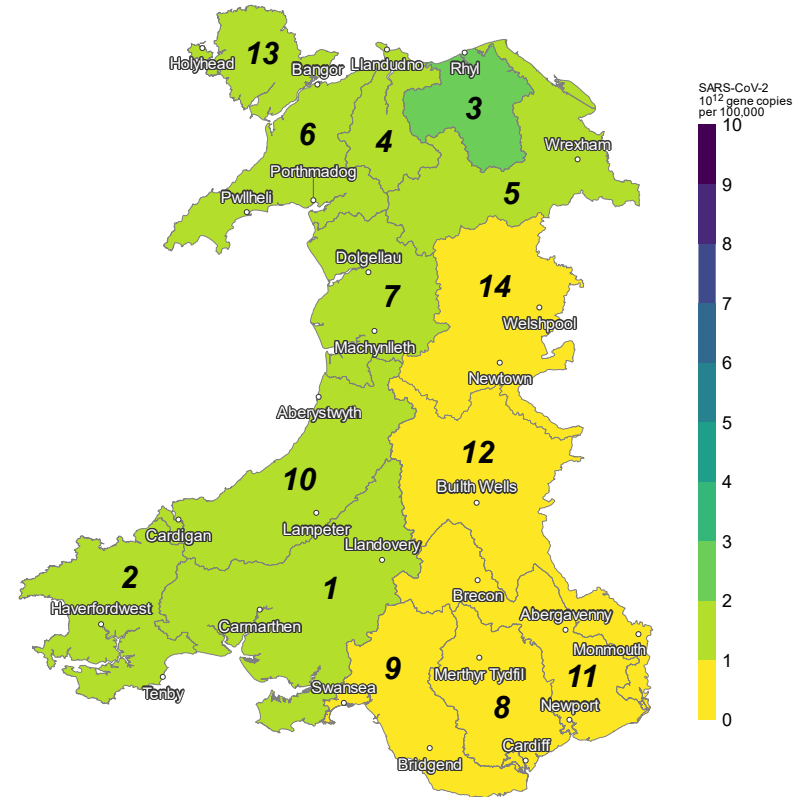 13
Holyhead
Bangor
Llandudno
Rhyl
3
6
4
Wrexham
Porthmadog
Pwllheli
5
Dolgellau
7
14
Welshpool
Machynlleth
Newtown
Aberystwyth
12
10
Builth Wells
Lampeter
Cardigan
Llandovery
2
1
Haverfordwest
Brecon
Carmarthen
Abergavenny
Monmouth
9
Merthyr Tydfil
11
Tenby
Swansea
8
Newport
Cardiff
Bridgend
SARS-CoV-2
10¹² gene copies
per 100,000
10
9
8
7
6
5
4
3
2
1
0